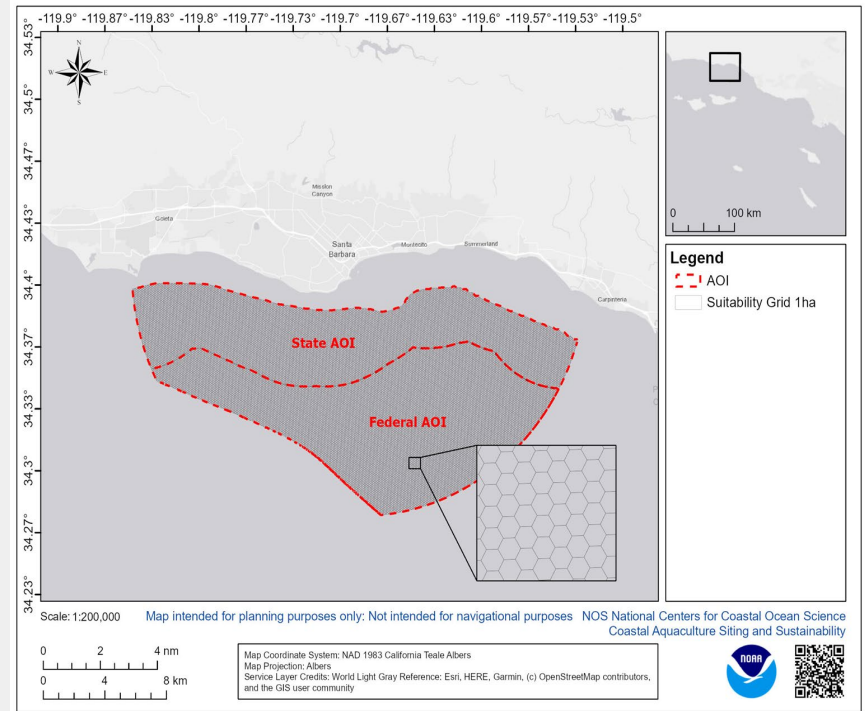 -119.9° -119.87° -119.83° -119.8° -119.77° -119.73° -119.7° -119.67° -119.63° -119.6° -119.57° -119.53° -119.5°
34.53°
34.5°
34.47°
34.43°
34.4°
34.37°
34.33°
34.3°
34.27°
34.23°
N
W E
S
Mission
Canyon
Goleta
Santa
Barbara
Montecito
Summerland
Carpinteria
State AOI
Federal AOI
0 100 km
Legend
AOI
Suitability Grid 1ha
Scale: 1:200,000
Map intended for planning purposes only: Not intended for navigational purposes
NOS National Centers for Coastal Ocean Science
Coastal Aquaculture Siting and Sustainability
0 2 4 nm
0 4 8 km
Map Coordinate System: NAD 1983 California Teale Albers
Map Projection: Albers
Service Layer Credits: World Light Gray Reference: Esri, HERE, Garmin, (c) OpenStreetMap contributors,
and the GIS user community
NOAA